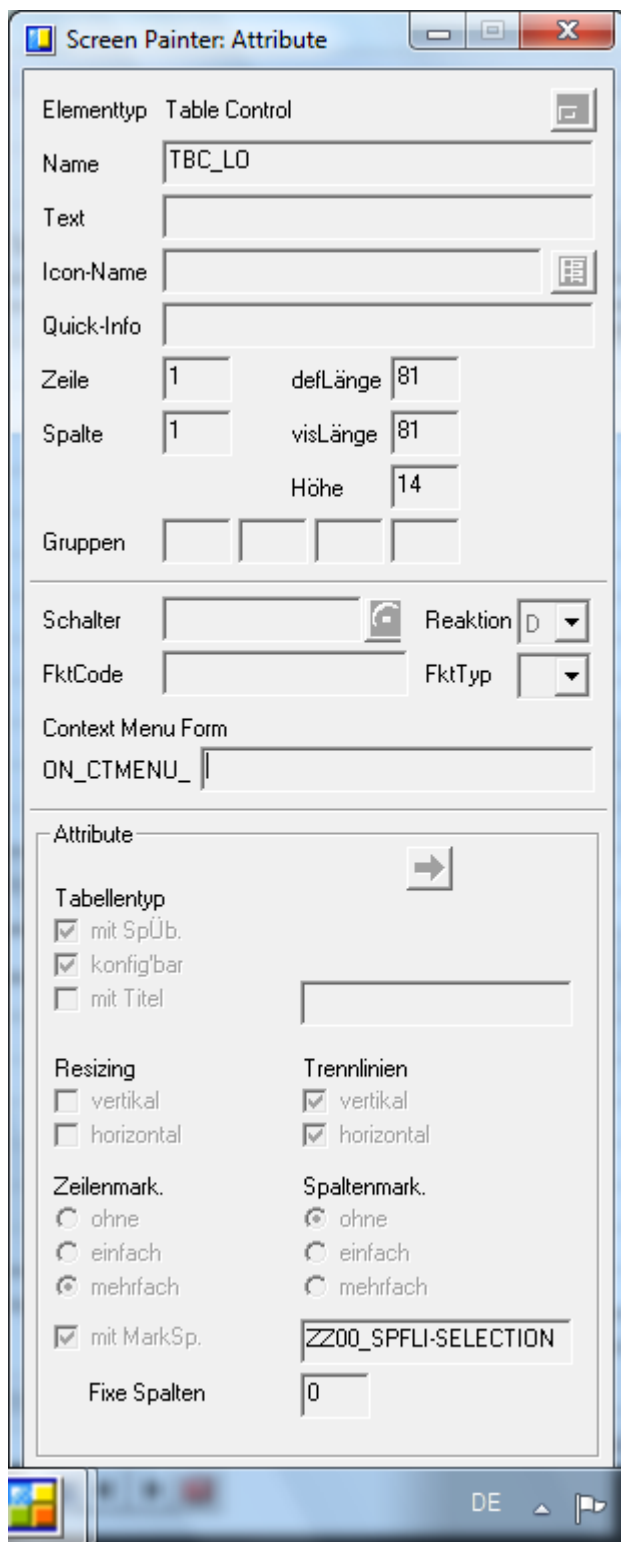 Screen Painter: Attribute
Elementtyp Table Control
Name TBC_LO
Text
Icon-Name
Quick-Info
Zeile 1 defLänge 81
Spalte 1 visLänge 81
Höhe 14
Gruppen
Schalter Reaktion D
FktCode FktTyp
Context Menu Form
ON_CTMENU_
Attribute
Tabellentyp
mit SpÜb.
konfig'bar
mit Titel
Resizing Trennlinien
vertikal vertikal
horizontal horizontal
Zeilenmark. Spaltenmark.
ohne ohne
einfach einfach
mehrfach mehrfach
mit MarkSp. ZZ00_SPFLI-SELECTION
Fixe Spalten 0
DE